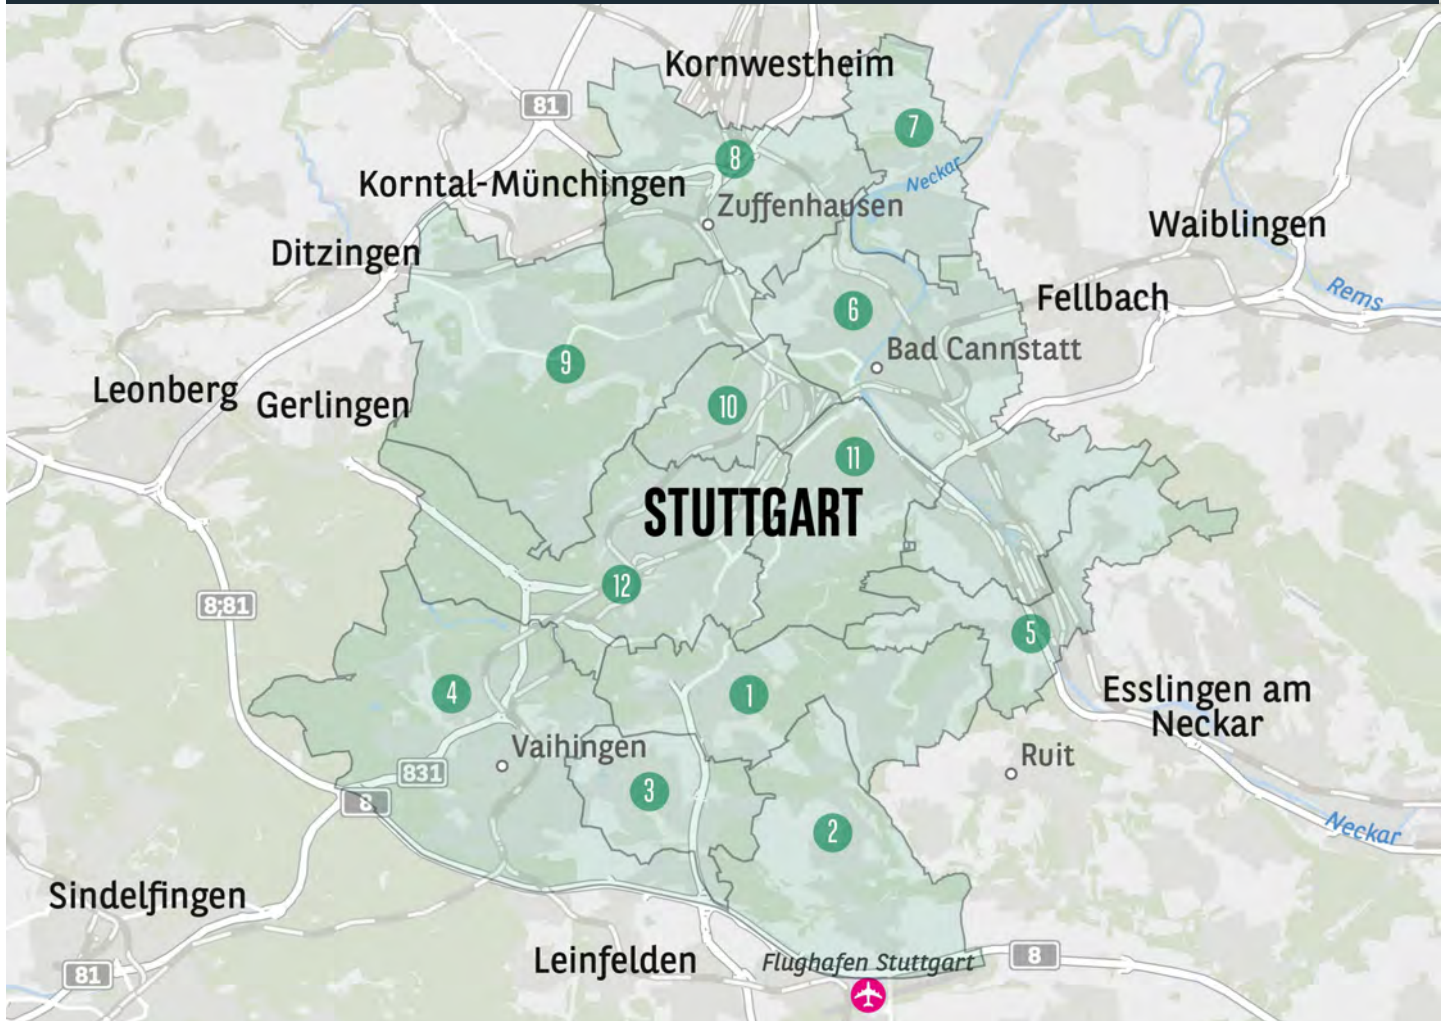 Kornwestheim
81
7
8
Neckar
Korntal-Münchingen
Zuffenhausen
Waiblingen
Ditzingen
Rems
Fellbach
6
Bad Cannstatt
9
Leonberg
Gerlingen
10
11
STUTTGART
12
8;81
5
4
1
Esslingen am
Neckar
Vaihingen
Ruit
831
8
3
2
Neckar
Sindelfingen
Leinfelden
Flughafen Stuttgart
8
81